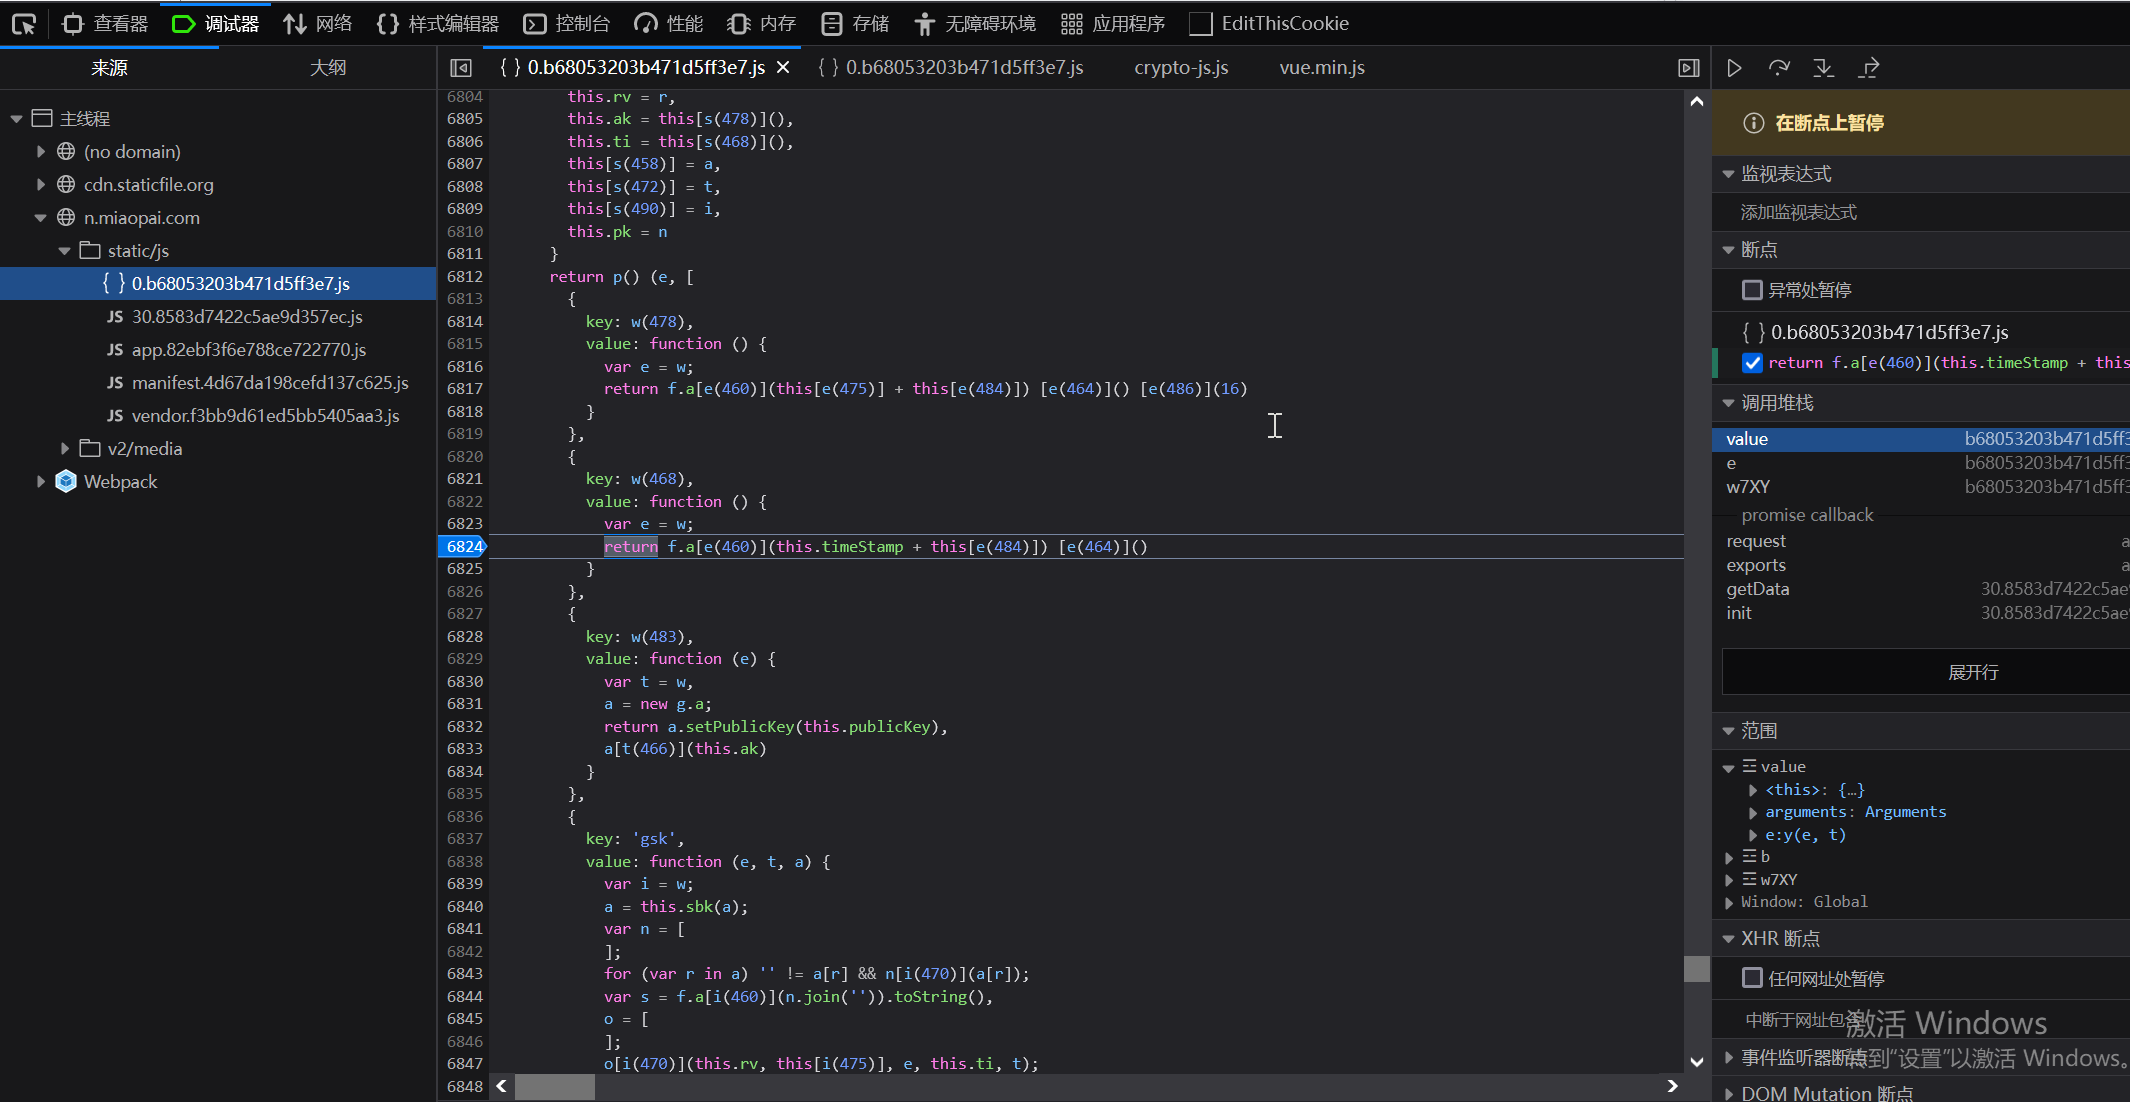 查看器 调试器 网络 样式编辑器 控制台 性能 内存 存储 无障碍环境 应用程序 EditThisCookie
来源 大纲
主线程
(no domain)
cdn.staticfile.org
n.miaopai.com
static/js
{ } 0.b68053203b471d5ff3e7.js
JS 30.8583d7422c5ae9d357ec.js
JS app.82ebf3f6e788ce722770.js
JS manifest.4d67da198cefd137c625.js
JS vendor.f3bb9d61ed5bb5405aa3.js
v2/media
Webpack
{ } 0.b68053203b471d5ff3e7.js { } 0.b68053203b471d5ff3e7.js crypto-js.js vue.min.js
6804 this.rv = r,
6805 this.ak = this[s(478)](),
6806 this.ti = this[s(468)](),
6807 this[s(458)] = a,
6808 this[s(472)] = t,
6809 this[s(490)] = i,
6810 this.pk = n
6811 }
6812 return p() (e, [
6813 {
6814 key: w(478),
6815 value: function () {
6816 var e = w;
6817 return f.a[e(460)](this[e(475)] + this[e(484)]) [e(464)]() [e(486)](16)
6818 }
6819 },
6820 {
6821 key: w(468),
6822 value: function () {
6823 var e = w;
6824 return f.a[e(460)](this.timeStamp + this[e(484)]) [e(464)]()
6825 }
6826 },
6827 {
6828 key: w(483),
6829 value: function (e) {
6830 var t = w,
6831 a = new g.a;
6832 return a.setPublicKey(this.publicKey),
6833 a[t(466)](this.ak)
6834 }
6835 },
6836 {
6837 key: 'gsk',
6838 value: function (e, t, a) {
6839 var i = w;
6840 a = this.sbk(a);
6841 var n = [
6842 ];
6843 for (var r in a) '' != a[r] && n[i(470)](a[r]);
6844 var s = f.a[i(460)](n.join('')).toString(),
6845 o = [
6846 ];
6847 o[i(470)](this.rv, this[i(475)], e, this.ti, t);
6848
在断点上暂停
监视表达式
添加监视表达式
断点
异常处暂停
{ } 0.b68053203b471d5ff3e7.js
return f.a[e(460)](this.timeStamp + this
调用堆栈
value b68053203b471d5ff3
e b68053203b471d5ff3
w7XY b68053203b471d5ff3
promise callback
request a
exports a
getData 30.8583d7422c5ae9
init 30.8583d7422c5ae9
展开行
范围
value
<this>: {…}
arguments: Arguments
e:y(e, t)
b
w7XY
Window: Global
XHR 断点
任何网址处暂停
中断于网址包含
激活 Windows
事件监听器断点
转到“设置”以激活 Windows。
DOM Mutation 断点